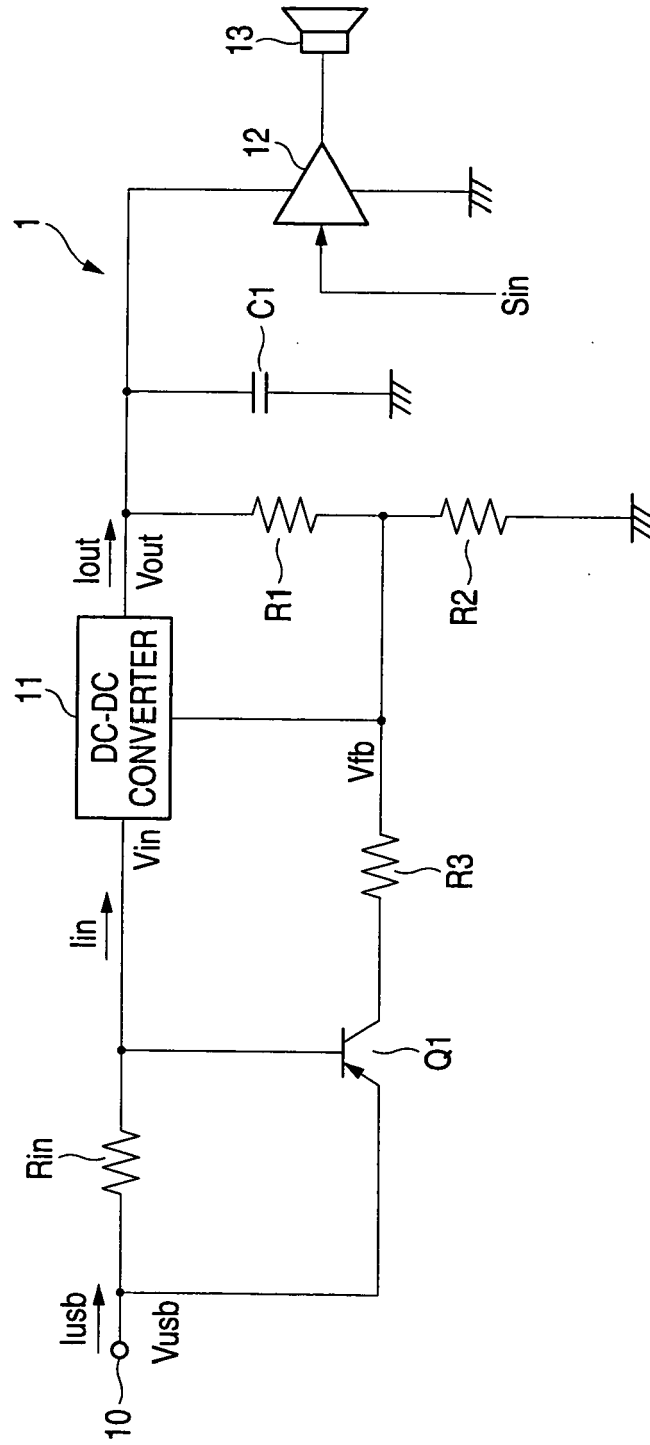 1
10
Iusb
Vusb
Rin
Iin
Vin
11
DC-DC
CONVERTER
Iout
Vout
C1
12
13
Sin
R1
R2
Vfb
R3
Q1